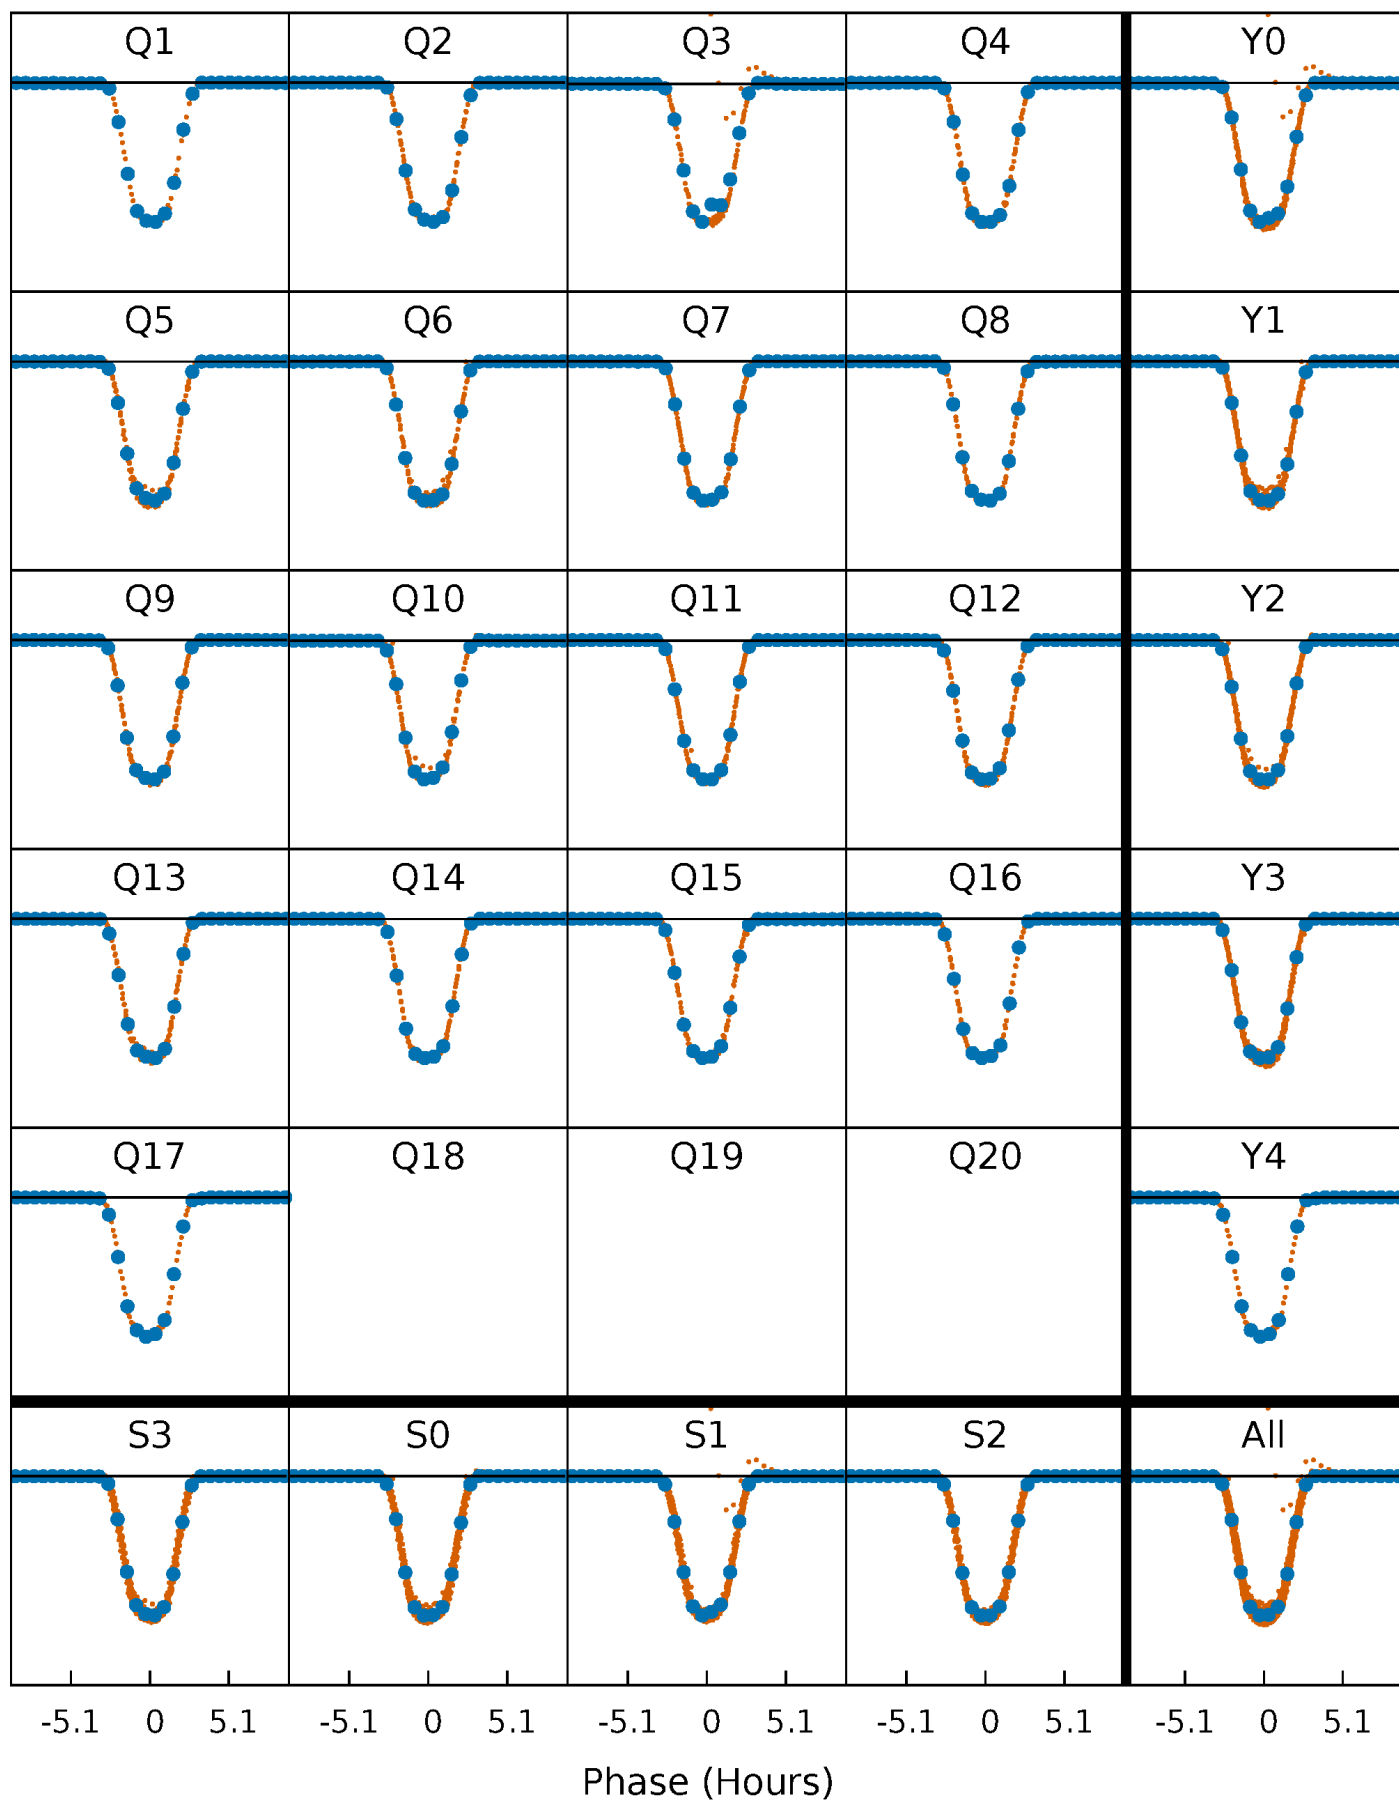 Q1 Q2 Q3 Q4 Y0
Q5 Q6 Q7 Q8 Y1
Q9 Q10 Q11 Q12 Y2
Q13 Q14 Q15 Q16 Y3
Q17 Q18 Q19 Q20 Y4
S3 S0 S1 S2 All
-5.1 0 5.1 -5.1 0 5.1 -5.1 0 5.1 -5.1 0 5.1 -5.1 0 5.1
Phase (Hours)